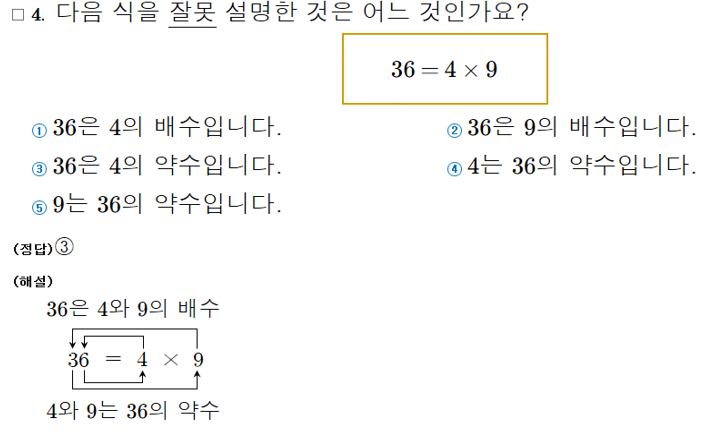 □ 4. 다음 식을 잘못 설명한 것은 어느 것인가요?
36 = 4 × 9
① 36은 4의 배수입니다. ② 36은 9의 배수입니다.
③ 36은 4의 약수입니다. ④ 4는 36의 약수입니다.
⑤ 9는 36의 약수입니다.
(정답)③
(해설)
36은 4와 9의 배수
36 = 4 × 9
4와 9는 36의 약수